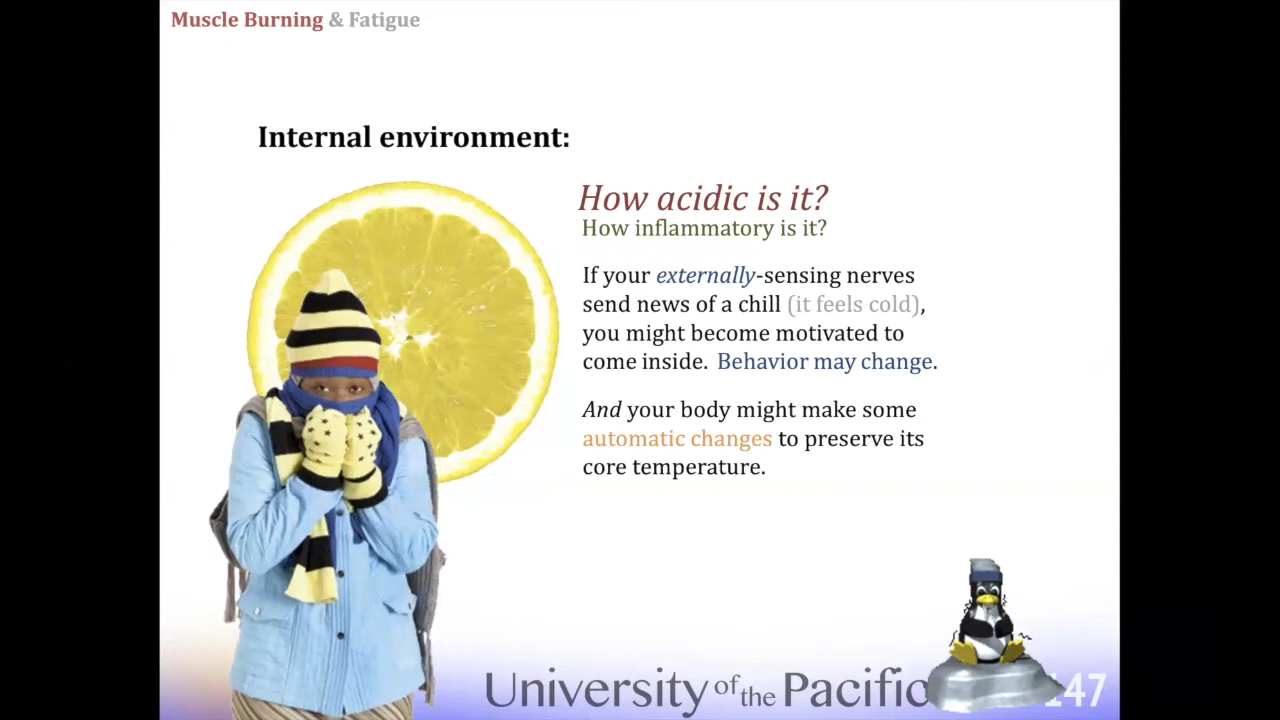 Muscle Burning & Fatigue
Internal environment:
How acidic is it?
How inflammatory is it?
If your externally-sensing nerves
send news of a chill (it feels cold),
you might become motivated to
come inside. Behavior may change.
And your body might make some
automatic changes to preserve its
core temperature.
University of the Pacific
147